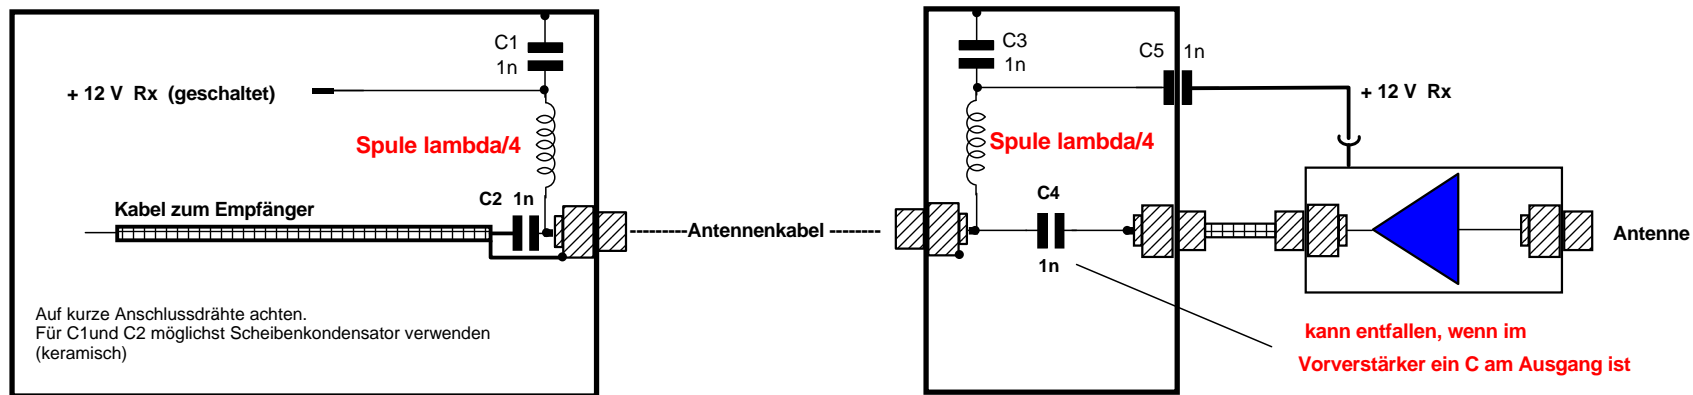 C1
1n
+ 12 V Rx (geschaltet)
Spule lambda/4
C2 1n
Kabel zum Empfänger
Auf kurze Anschlussdrähte achten.
Für C1und C2 möglichst Scheibenkondensator verwenden
(keramisch)
---------Antennenkabel --------
C3
1n
C5 1n
+ 12 V Rx
Spule lambda/4
C4
1n
Antenne
kann entfallen, wenn im
Vorverstärker ein C am Ausgang ist